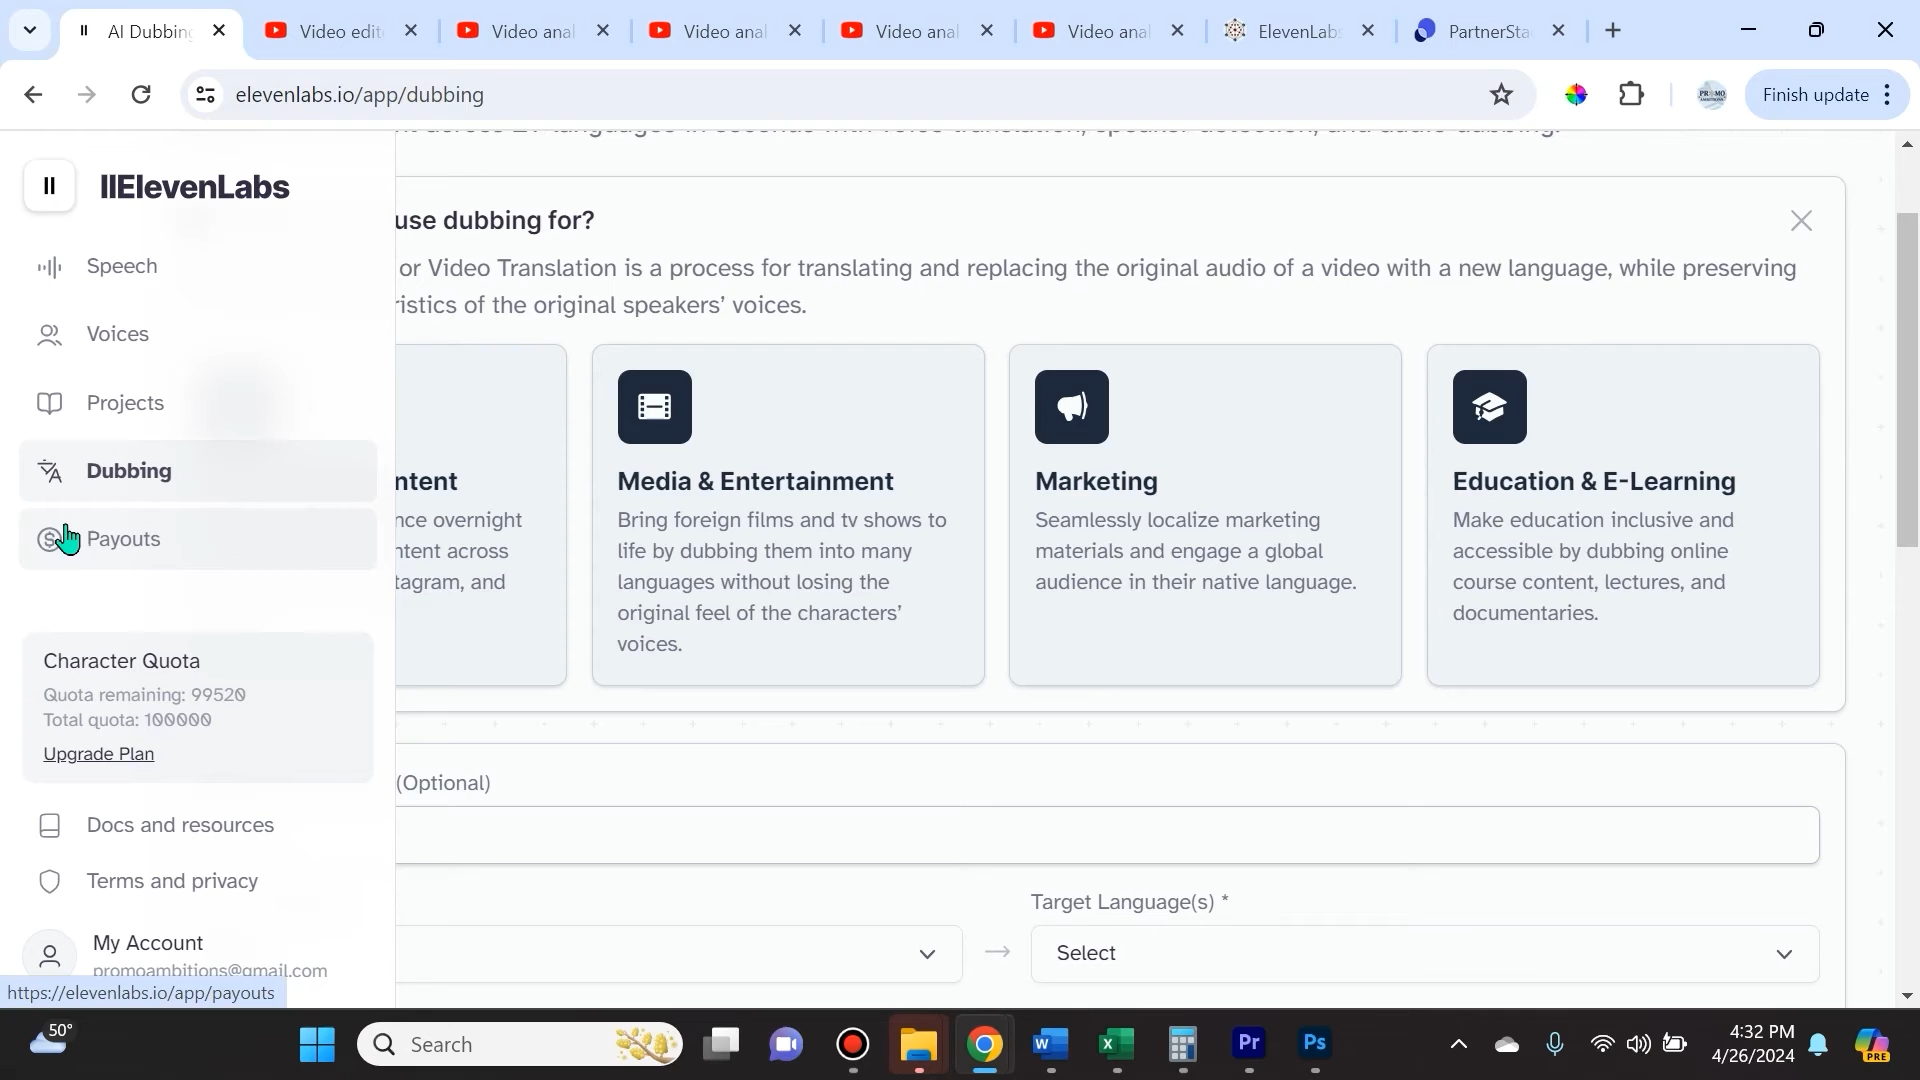 AI Dubbing
Video edit
Video anal
Video anal
Video anal
Video anal
ElevenLabs
PartnerSta
elevenlabs.io/app/dubbing
Finish update
IIElevenLabs
Speech
Voices
Projects
Dubbing
Payouts
Character Quota
Quota remaining: 99520
Total quota: 100000
Upgrade Plan
Docs and resources
Terms and privacy
My Account
promoambitions@gmail.com
https://elevenlabs.io/app/payouts
use dubbing for?
or Video Translation is a process for translating and replacing the original audio of a video with a new language, while preserving
ristics of the original speakers’ voices.
ntent
nce overnight
ntent across
tagram, and
Media & Entertainment
Bring foreign films and tv shows to
life by dubbing them into many
languages without losing the
original feel of the characters’
voices.
Marketing
Seamlessly localize marketing
materials and engage a global
audience in their native language.
Education & E-Learning
Make education inclusive and
accessible by dubbing online
course content, lectures, and
documentaries.
(Optional)
Target Language(s) *
Select
50°
Search
Pr
Ps
4:32 PM
4/26/2024
PRE